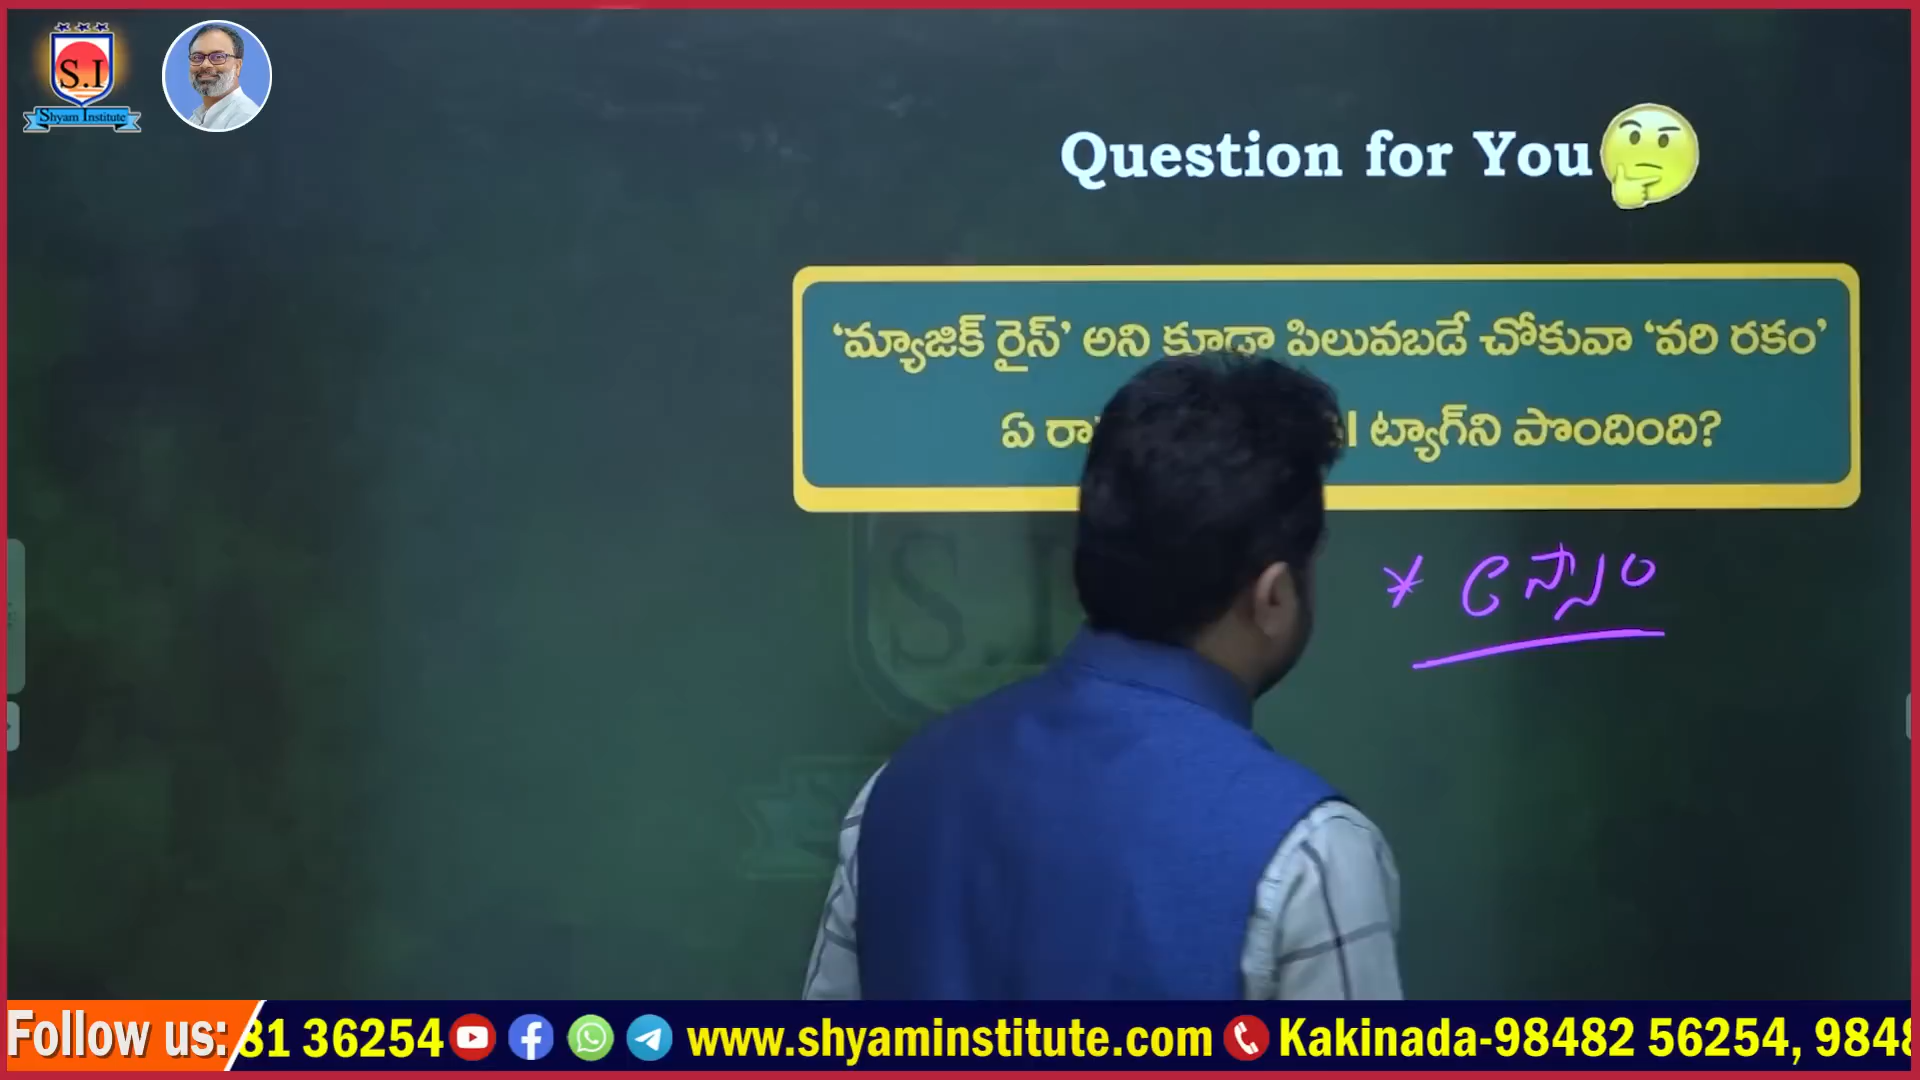 S.I
Shyam Institute
Question for You
‘మ్యాజిక్ రైస్’ అని కూడా పిలువబడే చోకువా ‘వరి రకం’
ఏ ట్యాగ్‌ని పొందింది?
S.I
* అస్సాం
Follow us: 81 36254 www.shyaminstitute.com Kakinada-98482 56254, 9848